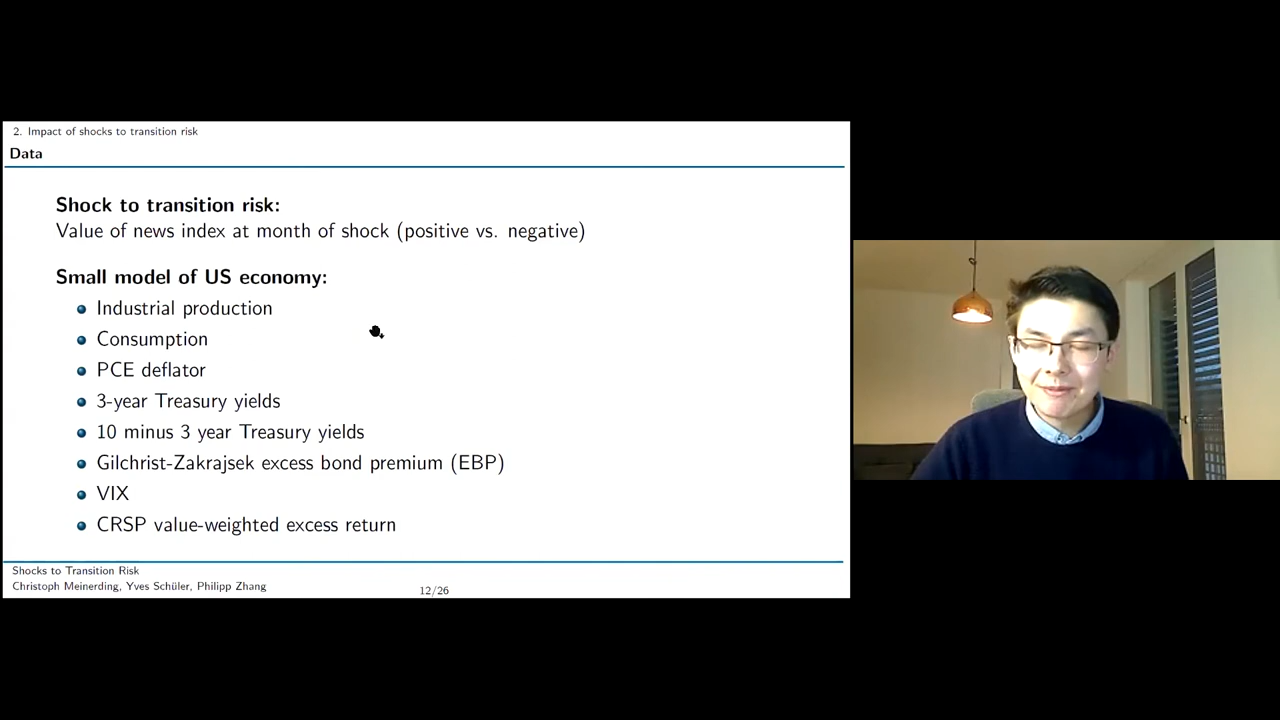 2. Impact of shocks to transition risk
Data
Shock to transition risk:
Value of news index at month of shock (positive vs. negative)
Small model of US economy:
Industrial production
Consumption
PCE deflator
3-year Treasury yields
10 minus 3 year Treasury yields
Gilchrist-Zakrajsek excess bond premium (EBP)
VIX
CRSP value-weighted excess return
Shocks to Transition Risk
Christoph Meinerding, Yves Schüler, Philipp Zhang
12/26